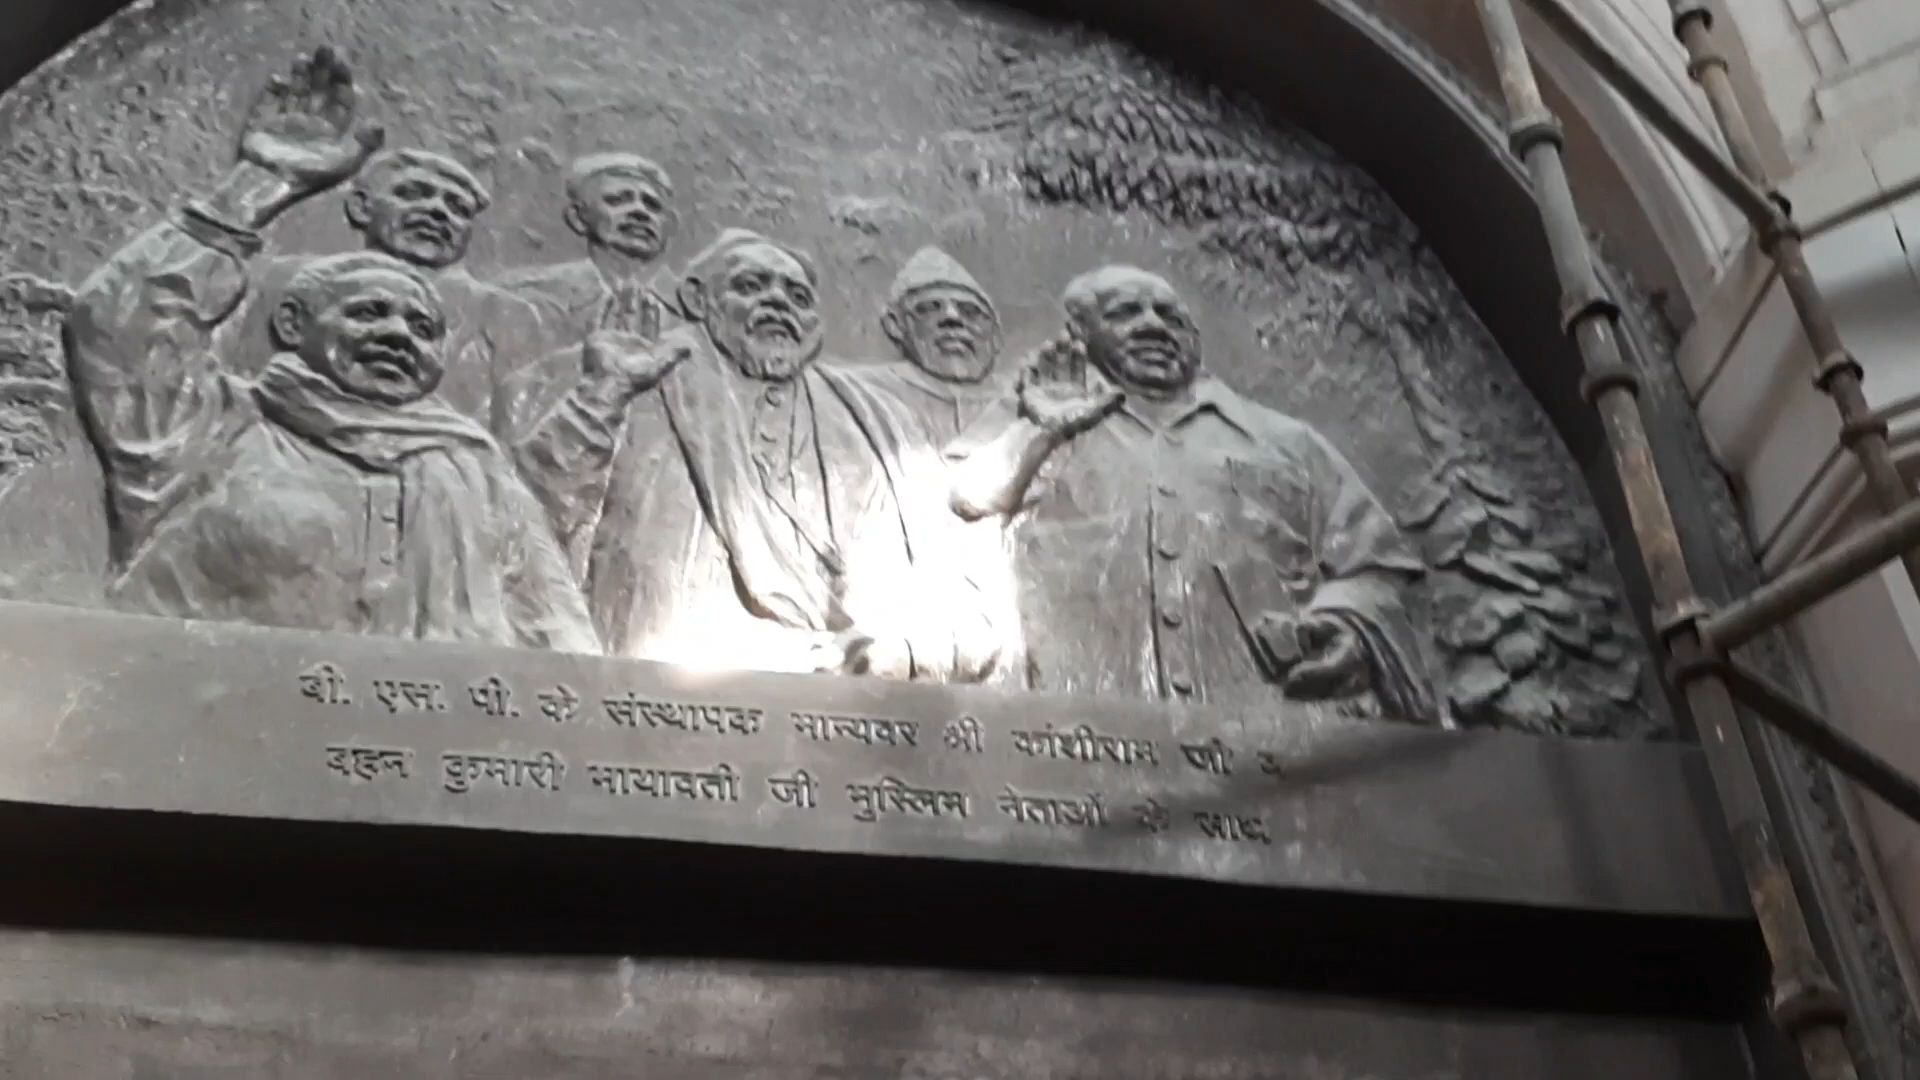 बी. एस. पी. के संस्थापक मान्यवर श्री कांशीराम जी व
बहन कुमारी मायावती जी मुस्लिम नेताओं के साथ